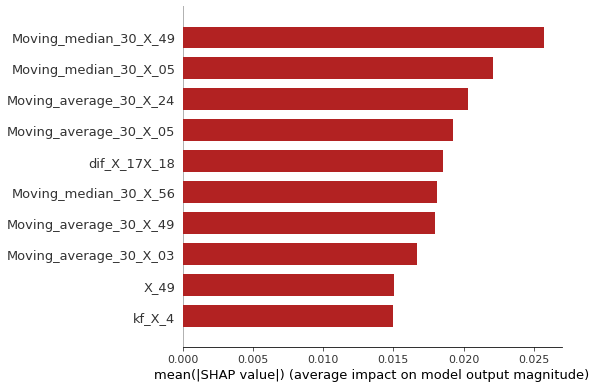 Moving_median_30_X_49
Moving_median_30_X_05
Moving_average_30_X_24
Moving_average_30_X_05
dif_X_17X_18
Moving_median_30_X_56
Moving_average_30_X_49
Moving_average_30_X_03
X_49
kf_X_4
0.000 0.005 0.010 0.015 0.020 0.025
mean(|SHAP value|) (average impact on model output magnitude)